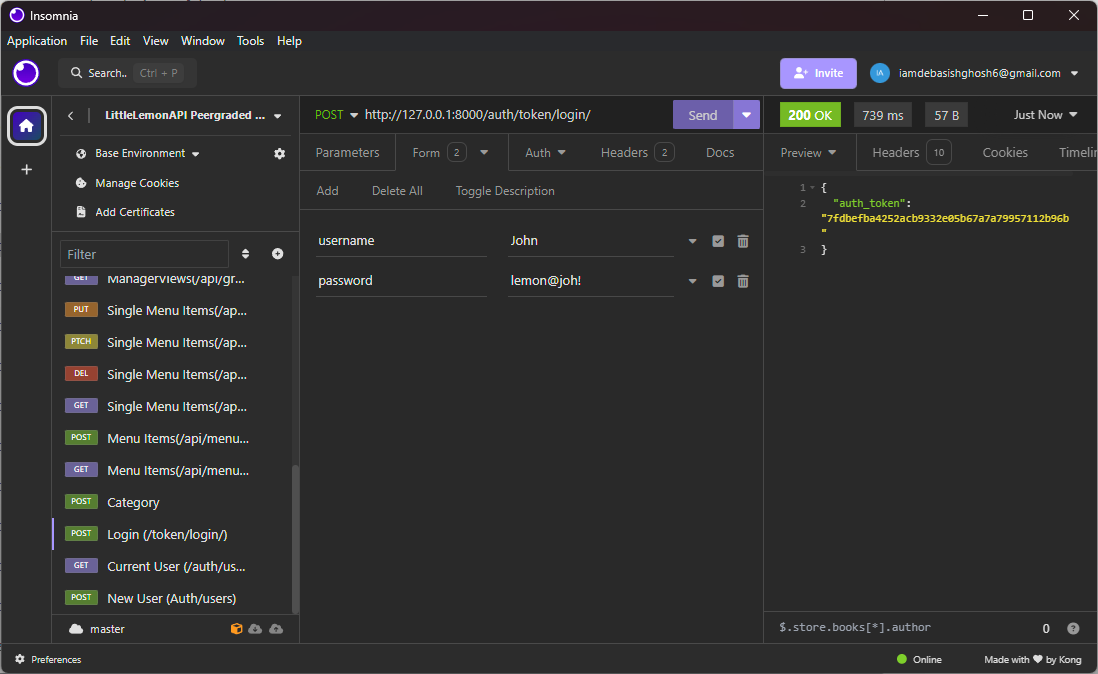 Insomnia
Application File Edit View Window Tools Help
Search.. Ctrl + P
Invite
IA
iamdebasishghosh6@gmail.com
LittleLemonAPI Peergraded ...
Base Environment
Manage Cookies
Add Certificates
Filter
GET ManagerViews(/api/gr...
PUT Single Menu Items(/ap...
PTCH Single Menu Items(/ap...
DEL Single Menu Items(/ap...
GET Single Menu Items(/ap...
POST Menu Items(/api/menu...
GET Menu Items(/api/menu...
POST Category
POST Login (/token/login/)
GET Current User (/auth/us...
POST New User (Auth/users)
master
POST http://127.0.0.1:8000/auth/token/login/ Send
Parameters Form 2 Auth Headers 2 Docs
Add Delete All Toggle Description
username John
password lemon@joh!
200 OK 739 ms 57 B Just Now
Preview Headers 10 Cookies Timelin
1 {
2 "auth_token":
"7fdbefba4252acb9332e05b67a7a79957112b96b
"
3 }
$.store.books[*].author 0 ?
Preferences
Online
Made with ♥ by Kong